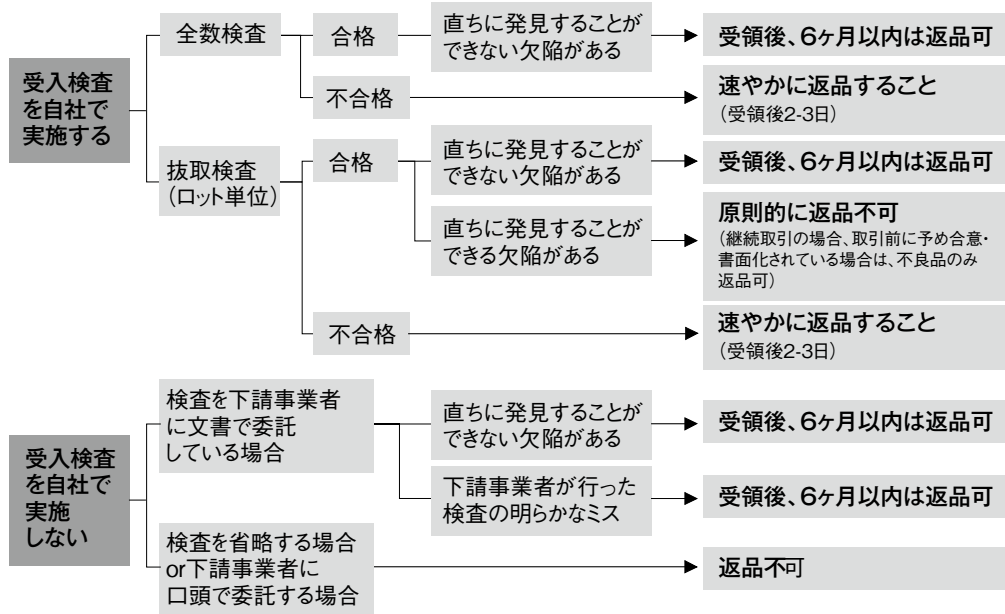 受入検査
を自社で
実施する
全数検査
合格
直ちに発見することが
できない欠陥がある
受領後、6ヶ月以内は返品可
不合格
速やかに返品すること
（受領後2-3日）
抜取検査
（ロット単位）
合格
直ちに発見することが
できない欠陥がある
受領後、6ヶ月以内は返品可
直ちに発見することが
できる欠陥がある
原則的に返品不可
（継続取引の場合、取引前に予め合意・
書面化されている場合は、不良品のみ
返品可）
不合格
速やかに返品すること
（受領後2-3日）
受入検査
を自社で
実施
しない
検査を下請事業者
に文書で委託
している場合
直ちに発見することが
できない欠陥がある
受領後、6ヶ月以内は返品可
下請事業者が行った
検査の明らかなミス
受領後、6ヶ月以内は返品可
検査を省略する場合
or下請事業者に
口頭で委託する場合
返品不可